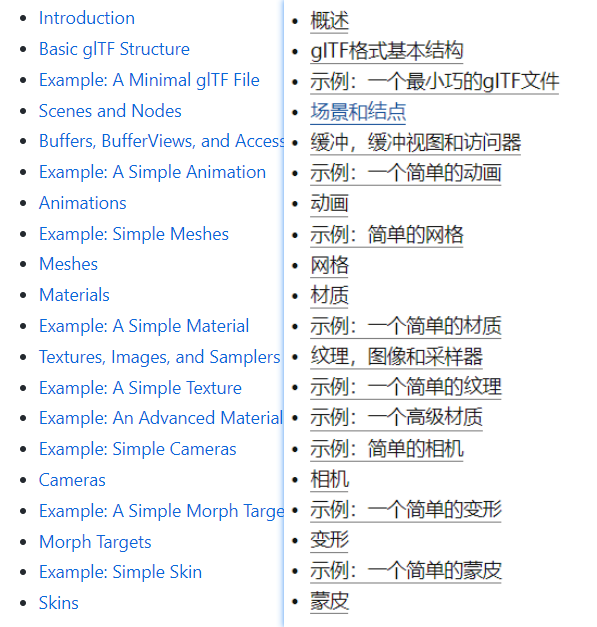 Introduction
Basic glTF Structure
Example: A Minimal glTF File
Scenes and Nodes
Buffers, BufferViews, and Access
Example: A Simple Animation
Animations
Example: Simple Meshes
Meshes
Materials
Example: A Simple Material
Textures, Images, and Samplers
Example: A Simple Texture
Example: An Advanced Material
Example: Simple Cameras
Cameras
Example: A Simple Morph Targe
Morph Targets
Example: Simple Skin
Skins
概述
glTF格式基本结构
示例：一个最小巧的glTF文件
场景和结点
缓冲，缓冲视图和访问器
示例：一个简单的动画
动画
示例：简单的网格
网格
材质
示例：一个简单的材质
纹理，图像和采样器
示例：一个简单的纹理
示例：一个高级材质
示例：简单的相机
相机
示例：一个简单的变形
变形
示例：一个简单的蒙皮
蒙皮